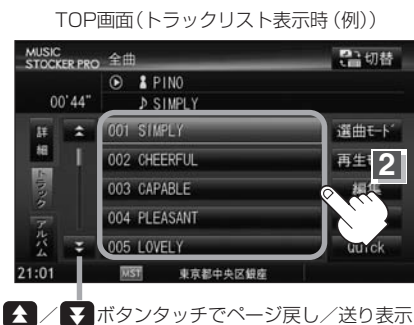 TOP画面（トラックリスト表示時（例））
MUSIC
STOCKER PRO
全曲
切替
PINO
00'44"
SIMPLY
詳細
トラック
アルバム
001 SIMPLY
002 CHEERFUL
003 CAPABLE
004 PLEASANT
005 LOVELY
選曲ﾓｰﾄﾞ
再生
2
編集
Quick
21:01
MST
東京都中央区銀座
／
ボタンタッチでページ戻し／送り表示